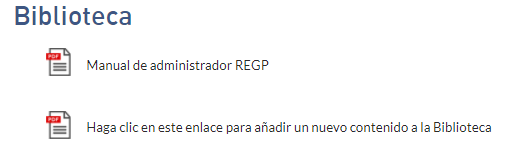 Biblioteca
PDF
Manual de administrador REGP
PDF
Haga clic en este enlace para añadir un nuevo contenido a la Biblioteca